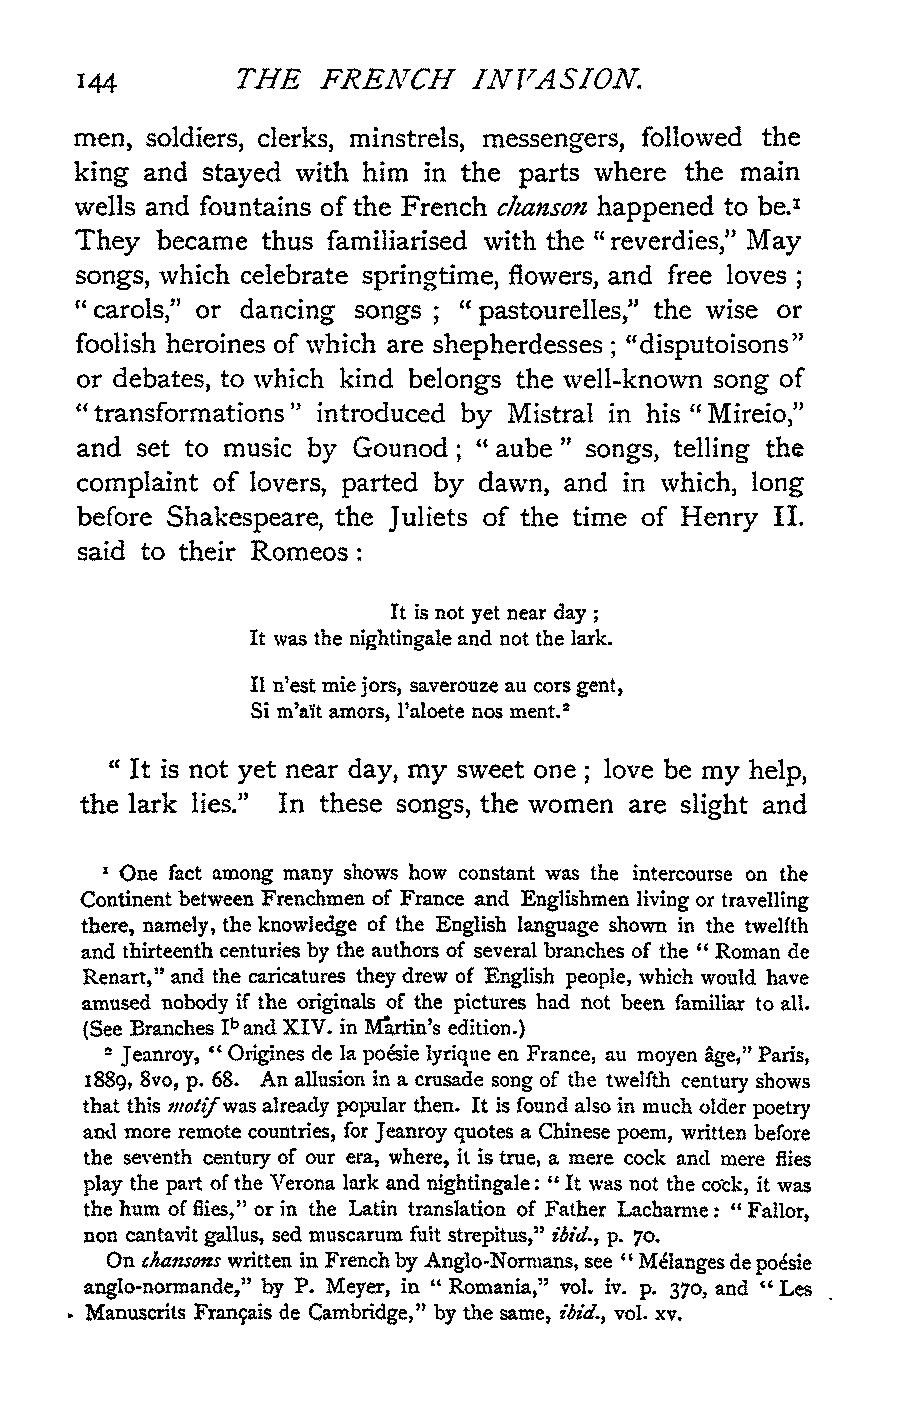 144 THE FRENCH INVASION.
men, soldiers, clerks, minstrels, messengers, followed the
king and stayed with him in the parts where the main
wells and fountains of the French chanson happened to be.¹
They became thus familiarised with the “reverdies,” May
songs, which celebrate springtime, flowers, and free loves ;
“ carols,” or dancing songs ; “ pastourelles,” the wise or
foolish heroines of which are shepherdesses ; “disputoisons”
or debates, to which kind belongs the well-known song of
“transformations” introduced by Mistral in his “Mireio,”
and set to music by Gounod ; “ aube ” songs, telling the
complaint of lovers, parted by dawn, and in which, long
before Shakespeare, the Juliets of the time of Henry II.
said to their Romeos :
It is not yet near day ;
It was the nightingale and not the lark.
Il n’est mie jors, saverouze au cors gent,
Si m’aït amors, l’aloete nos ment.²
“ It is not yet near day, my sweet one ; love be my help,
the lark lies.” In these songs, the women are slight and
¹ One fact among many shows how constant was the intercourse on the
Continent between Frenchmen of France and Englishmen living or travelling
there, namely, the knowledge of the English language shown in the twelfth
and thirteenth centuries by the authors of several branches of the “ Roman de
Renart,” and the caricatures they drew of English people, which would have
amused nobody if the originals of the pictures had not been familiar to all.
(See Branches Iᵇ and XIV. in Martin’s edition.)
² Jeanroy, “ Origines de la poésie lyrique en France, au moyen âge,” Paris,
1889, 8vo, p. 68. An allusion in a crusade song of the twelfth century shows
that this motif was already popular then. It is found also in much older poetry
and more remote countries, for Jeanroy quotes a Chinese poem, written before
the seventh century of our era, where, it is true, a mere cock and mere flies
play the part of the Verona lark and nightingale : “ It was not the cock, it was
the hum of flies,” or in the Latin translation of Father Lacharme : “ Fallor,
non cantavit gallus, sed muscarum fuit strepitus,” ibid., p. 70.
On chansons written in French by Anglo-Normans, see “ Mélanges de poésie
anglo-normande,” by P. Meyer, in “ Romania,” vol. iv. p. 370, and “ Les
Manuscrits Français de Cambridge,” by the same, ibid., vol. xv.